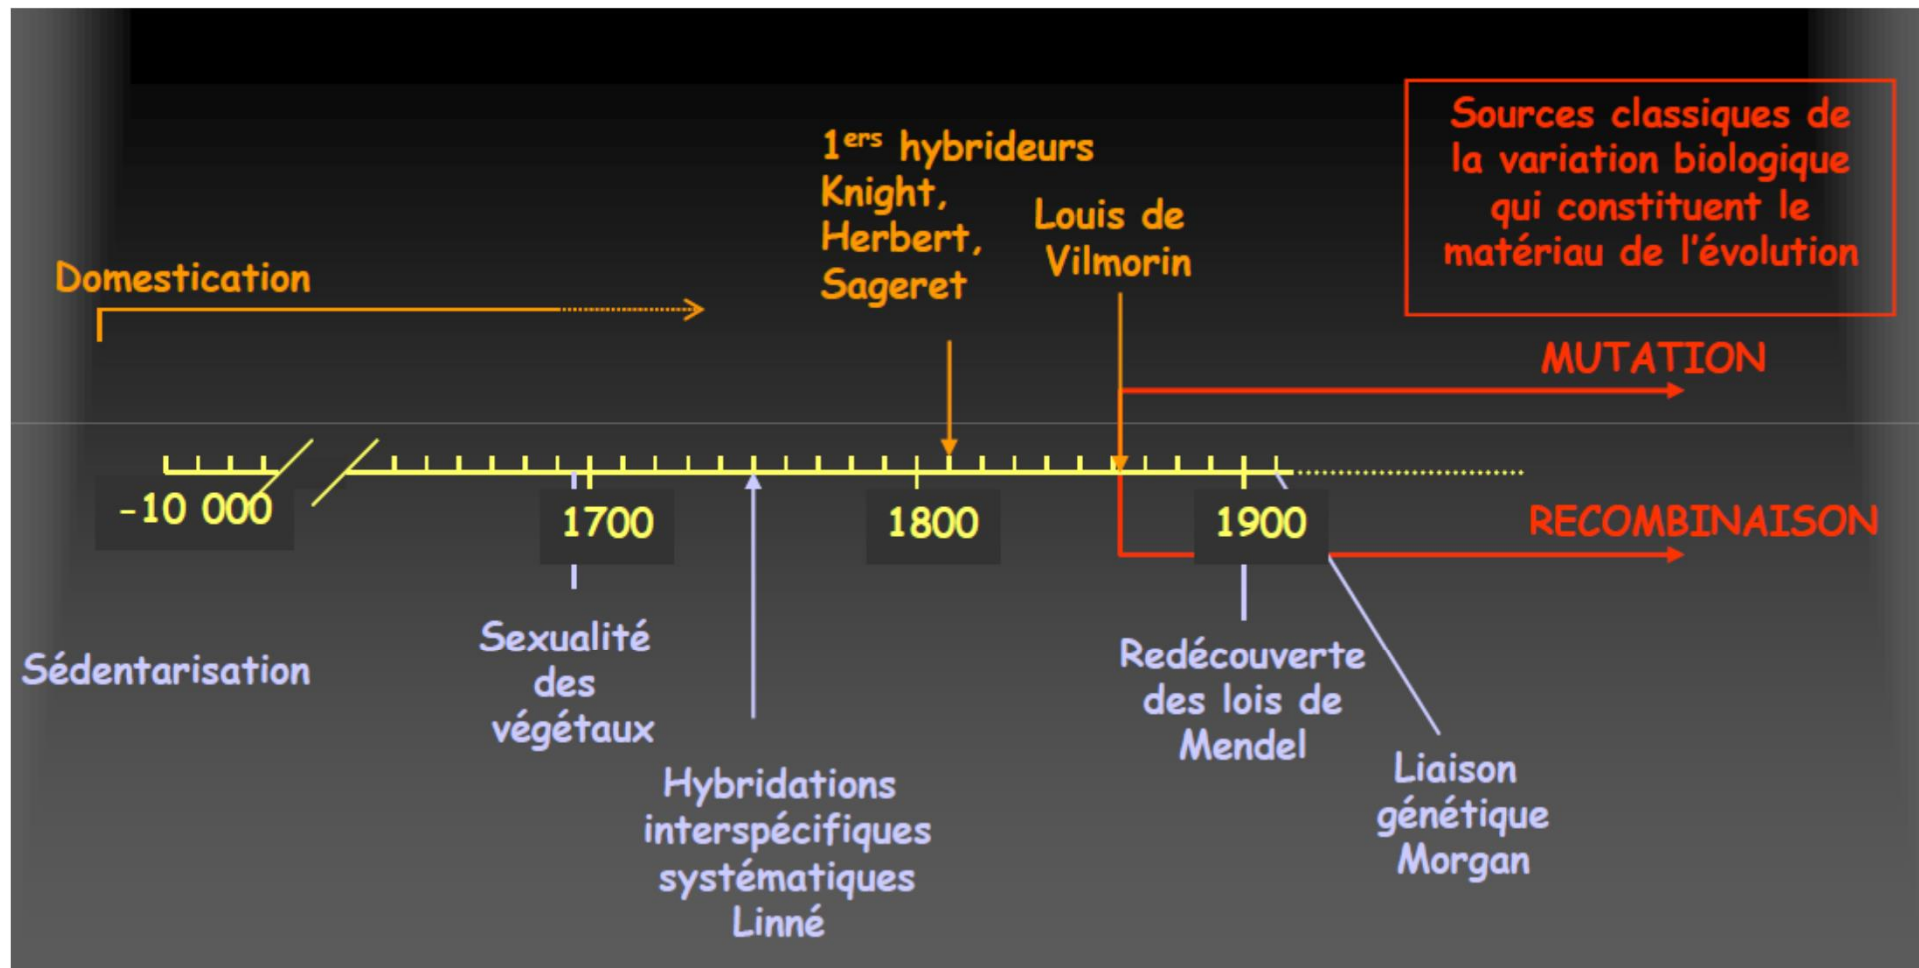 Sources classiques de
la variation biologique
qui constituent le
matériau de l'évolution
1ers hybrideurs
Knight,
Herbert,
Sageret
Louis de
Vilmorin
Domestication
MUTATION
-10 000
1700
1800
1900
RECOMBINAISON
Sédentarisation
Sexualité
des
végétaux
Hybridations
interspécifiques
systématiques
Linné
Redécouverte
des lois de
Mendel
Liaison
génétique
Morgan